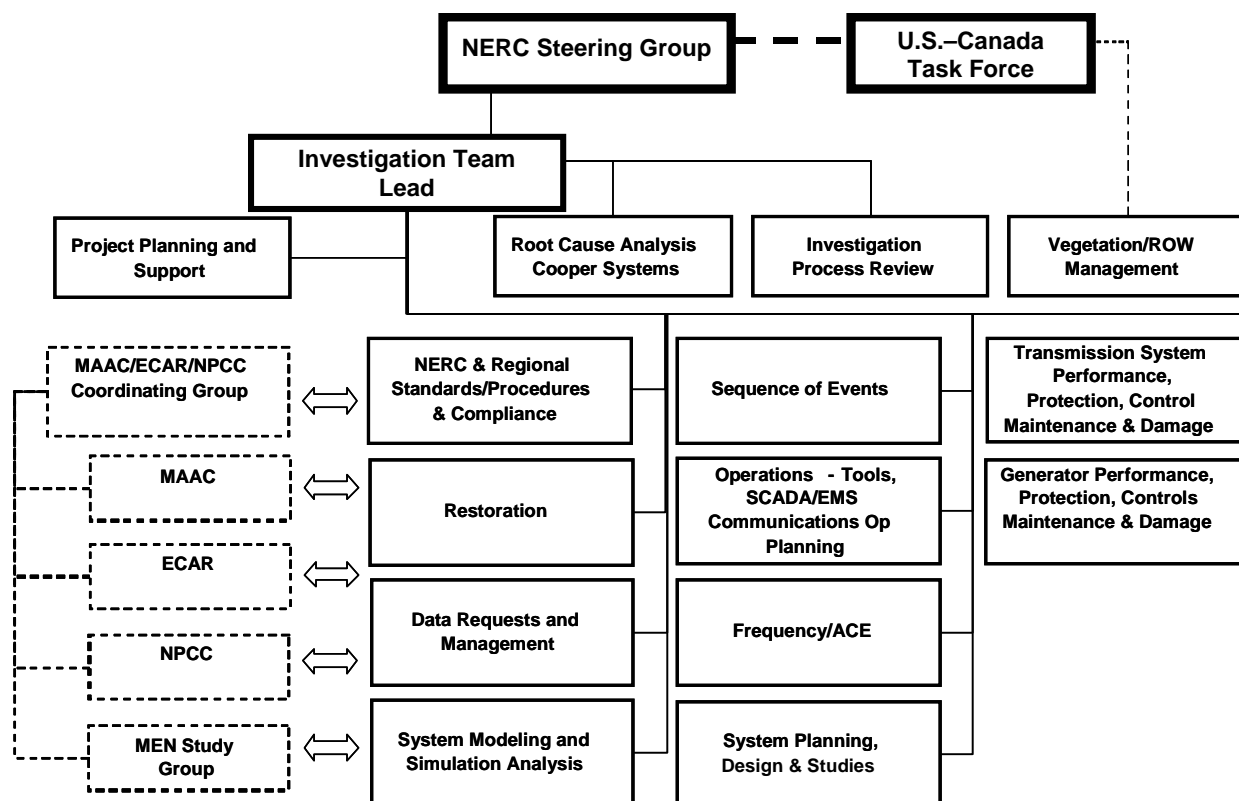 NERC Steering Group
U.S.–Canada
Task Force
Investigation Team
Lead
Project Planning and
Support
Root Cause Analysis
Cooper Systems
Investigation
Process Review
Vegetation/ROW
Management
MAAC/ECAR/NPCC
Coordinating Group
NERC & Regional
Standards/Procedures
& Compliance
Sequence of Events
Transmission System
Performance,
Protection, Control
Maintenance & Damage
MAAC
Restoration
Operations - Tools,
SCADA/EMS
Communications Op
Planning
Generator Performance,
Protection, Controls
Maintenance & Damage
ECAR
Data Requests and
Management
Frequency/ACE
NPCC
MEN Study
Group
System Modeling and
Simulation Analysis
System Planning,
Design & Studies